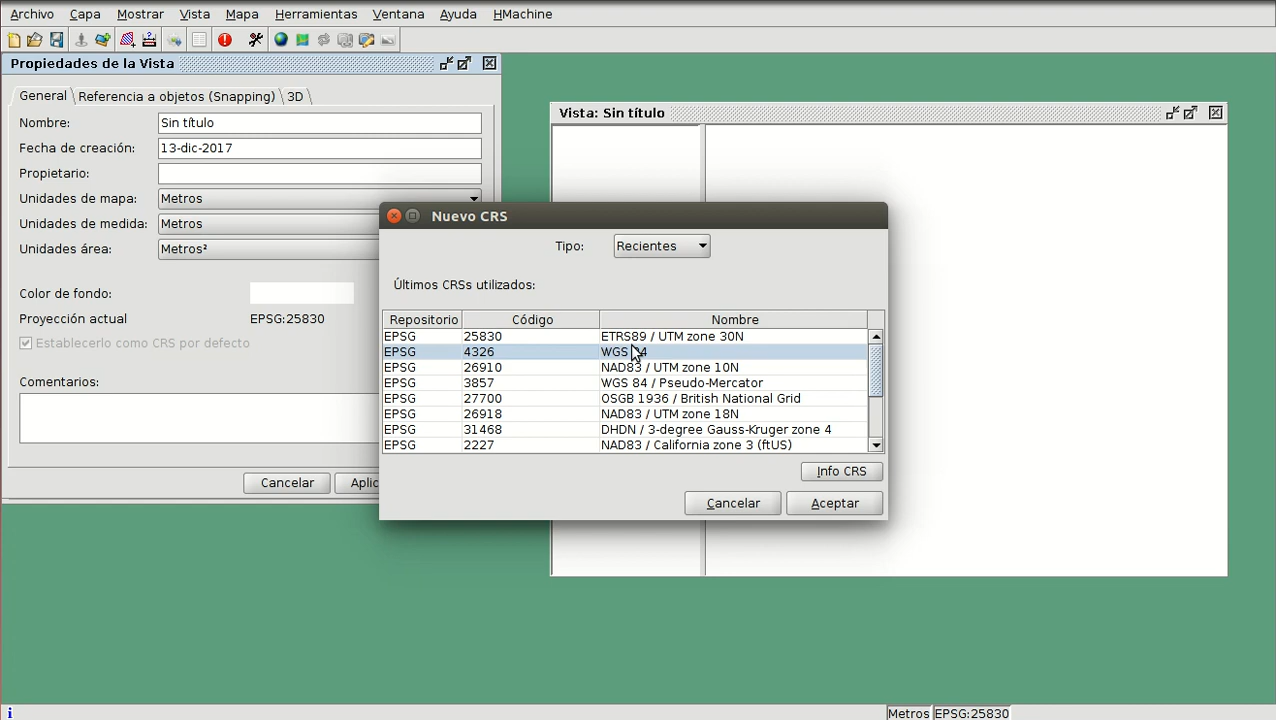 Archivo Capa Mostrar Vista Mapa Herramientas Ventana Ayuda HMachine
Propiedades de la Vista
General Referencia a objetos (Snapping) 3D
Nombre: Sin título
Fecha de creación: 13-dic-2017
Propietario:
Unidades de mapa: Metros
Unidades de medida: Metros
Unidades área: Metros²
Color de fondo:
Proyección actual EPSG:25830
Establecerlo como CRS por defecto
Comentarios:
Cancelar
Vista: Sin título
Nuevo CRS
Tipo: Recientes
Últimos CRSs utilizados:
Repositorio Código Nombre
EPSG 25830 ETRS89 / UTM zone 30N
EPSG 4326 WGS
EPSG 26910 NAD83 / UTM zone 10N
EPSG 3857 WGS 84 / Pseudo-Mercator
EPSG 27700 OSGB 1936 / British National Grid
EPSG 26918 NAD83 / UTM zone 18N
EPSG 31468 DHDN / 3-degree Gauss-Kruger zone 4
EPSG 2227 NAD83 / California zone 3 (ftUS)
Info CRS
Cancelar Aceptar
Metros EPSG:25830